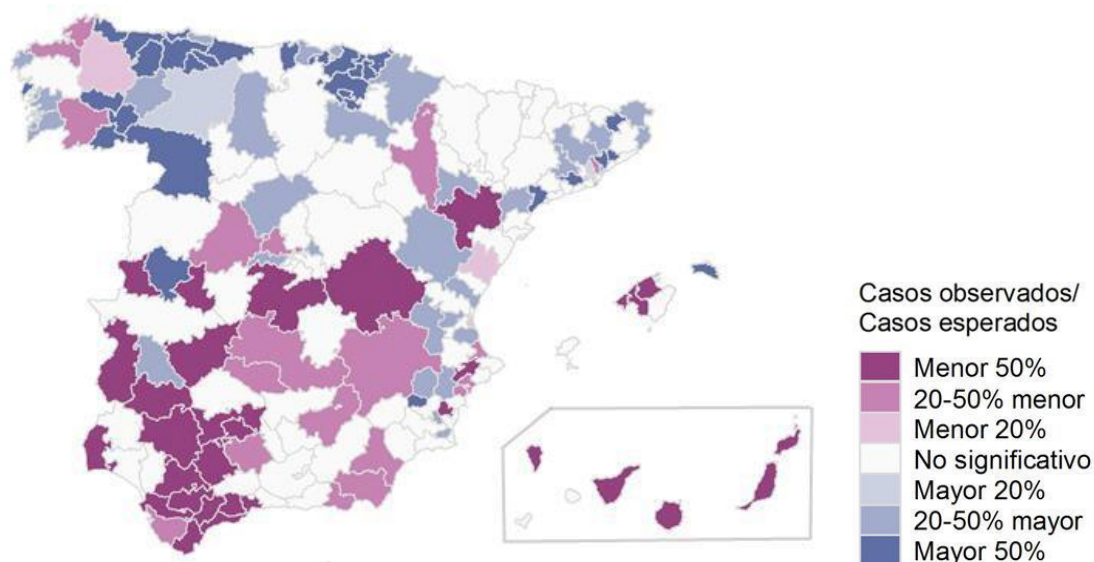 Casos observados/
Casos esperados
Menor 50%
20-50% menor
Menor 20%
No significativo
Mayor 20%
20-50% mayor
Mayor 50%